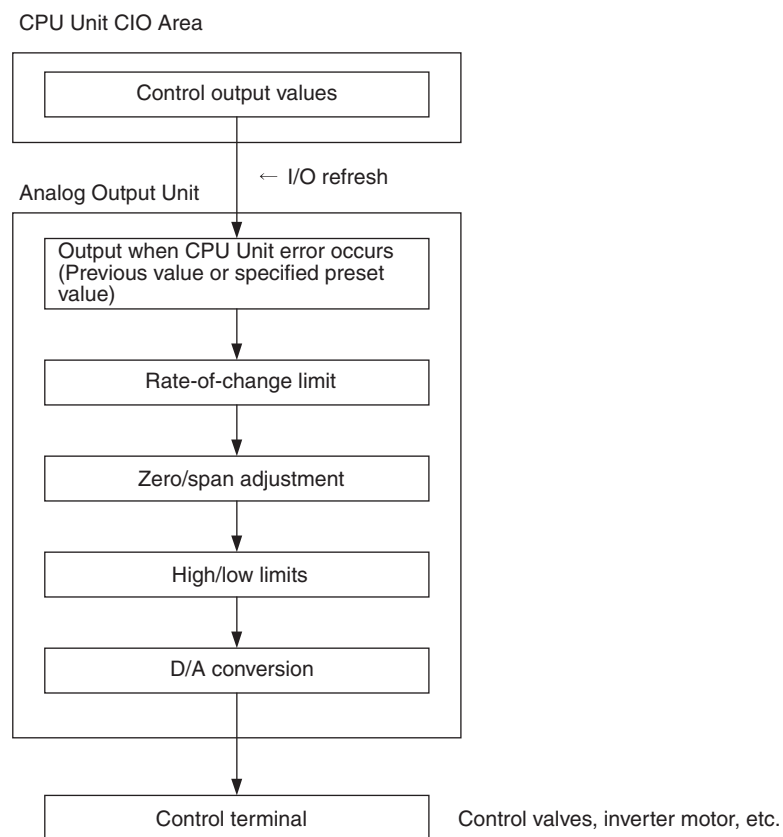 CPU Unit CIO Area
Control output values
← I/O refresh
Analog Output Unit
Output when CPU Unit error occurs
(Previous value or specified preset
value)
Rate-of-change limit
Zero/span adjustment
High/low limits
D/A conversion
Control terminal
Control valves, inverter motor, etc.